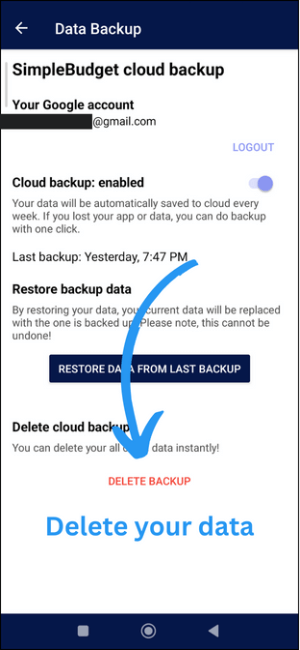 Data Backup
SimpleBudget cloud backup
Your Google account
@gmail.com
LOGOUT
Cloud backup: enabled
Your data will be automatically saved to cloud every
week. If you lost your app or data, you can do backup
with one click.
Last backup: Yesterday, 7:47 PM
Restore backup data
By restoring your data, your current data will be replaced
with the one is backed up. Please note, this cannot be
undone!
RESTORE DATA FROM LAST BACKUP
Delete cloud backup
You can delete your all data instantly!
DELETE BACKUP
Delete your data